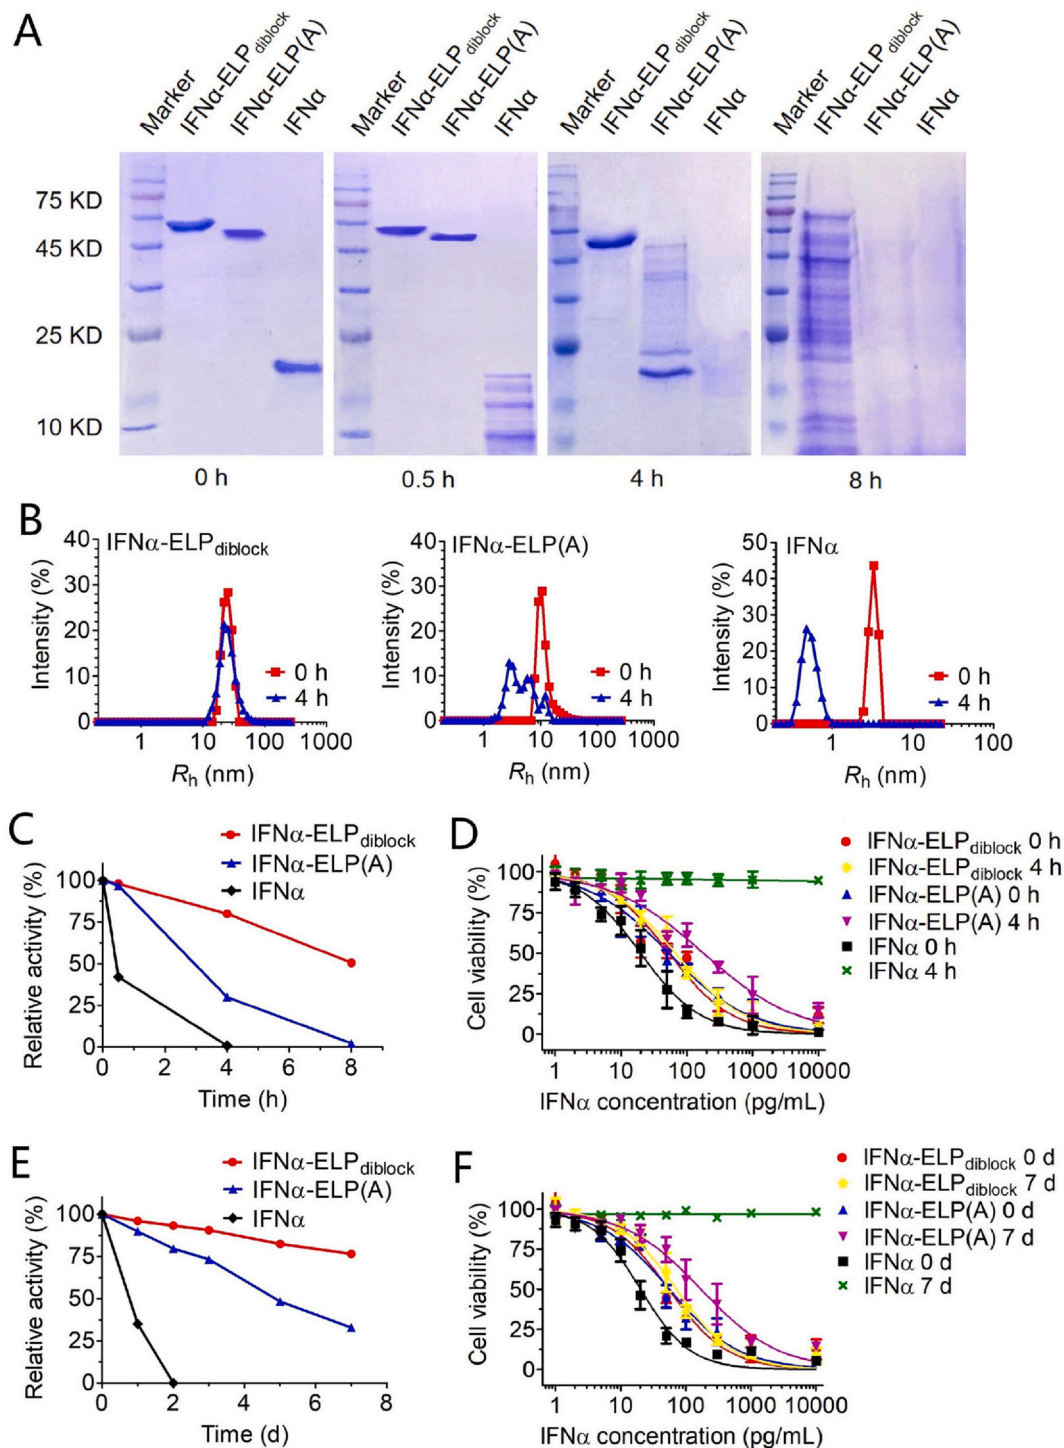 A
Marker
IFNα-ELPdiblock
IFNα-ELP(A)
IFNα
Marker
IFNα-ELPdiblock
IFNα-ELP(A)
IFNα
Marker
IFNα-ELPdiblock
IFNα-ELP(A)
IFNα
Marker
IFNα-ELPdiblock
IFNα-ELP(A)
IFNα
75 KD
45 KD
25 KD
10 KD
0 h
0.5 h
4 h
8 h
B
IFNα-ELPdiblock
Intensity (%)
40
30
20
10
0
0 h
4 h
1 10 100 1000
Rh (nm)
IFNα-ELP(A)
Intensity (%)
40
30
20
10
0
0 h
4 h
1 10 100 1000
Rh (nm)
IFNα
Intensity (%)
50
40
30
20
10
0
0 h
4 h
1 10 100
Rh (nm)
C
IFNα-ELPdiblock
IFNα-ELP(A)
IFNα
Relative activity (%)
100
75
50
25
0
0 2 4 6 8
Time (h)
D
Cell viability (%)
100
75
50
25
0
1 10 100 1000 10000
IFNα concentration (pg/mL)
IFNα-ELPdiblock 0 h
IFNα-ELPdiblock 4 h
IFNα-ELP(A) 0 h
IFNα-ELP(A) 4 h
IFNα 0 h
IFNα 4 h
E
IFNα-ELPdiblock
IFNα-ELP(A)
IFNα
Relative activity (%)
100
75
50
25
0
0 2 4 6 8
Time (d)
F
Cell viability (%)
100
75
50
25
0
1 10 100 1000 10000
IFNα concentration (pg/mL)
IFNα-ELPdiblock 0 d
IFNα-ELPdiblock 7 d
IFNα-ELP(A) 0 d
IFNα-ELP(A) 7 d
IFNα 0 d
IFNα 7 d